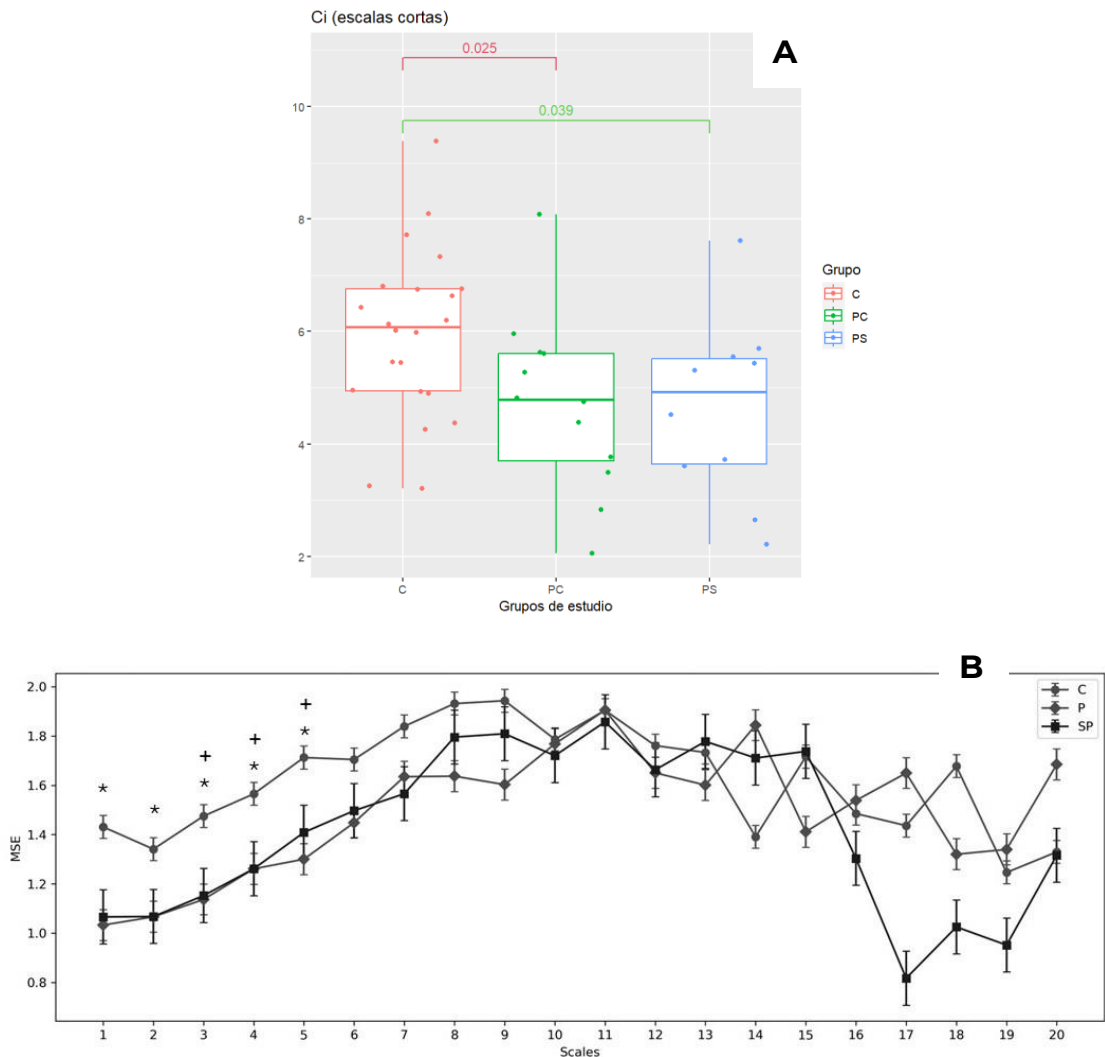 Ci (escalas cortas)
A
0.025
0.039
10
8
6
4
2
C
PC
PS
Grupos de estudio
Grupo
C
PC
PS
B
2.0
1.8
1.6
1.4
1.2
1.0
0.8
MSE
* * * * *
+ + +
C
P
SP
1 2 3 4 5 6 7 8 9 10 11 12 13 14 15 16 17 18 19 20
Scales